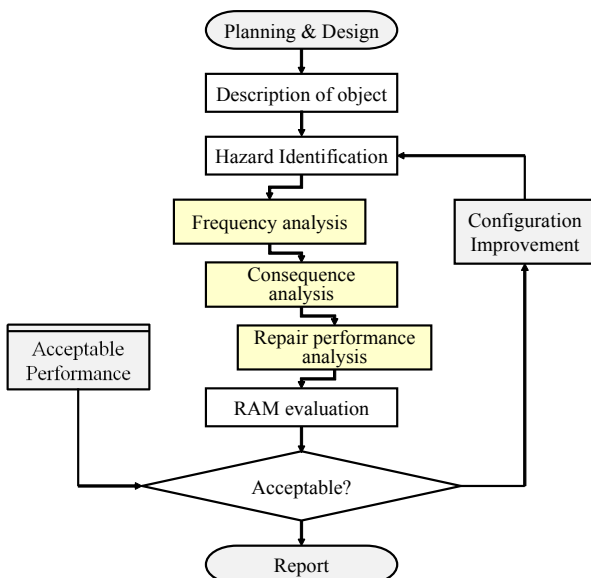 Planning & Design
Description of object
Hazard Identification
Frequency analysis
Configuration
Improvement
Consequence
analysis
Repair performance
analysis
Acceptable
Performance
RAM evaluation
Acceptable?
Report